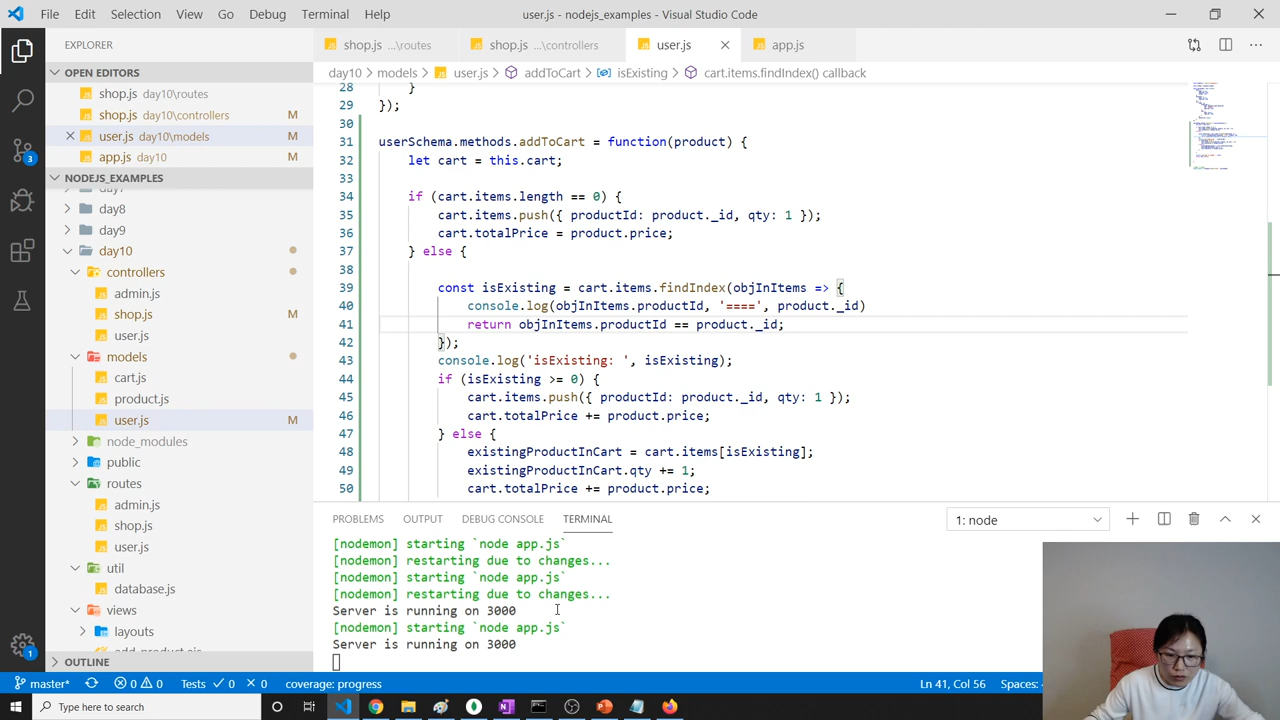 File Edit Selection View Go Debug Terminal Help
user.js - nodejs_examples - Visual Studio Code
EXPLORER
shop.js ...\routes
shop.js ...\controllers
user.js
app.js
OPEN EDITORS
shop.js day10\routes
shop.js day10\controllers M
user.js day10\models M
app.js day10 M
NODEJS_EXAMPLES
day8
day9
day10
controllers
admin.js
shop.js M
user.js
models
cart.js
product.js
user.js M
node_modules
public
routes
admin.js
shop.js
user.js
util
database.js
views
layouts
OUTLINE
day10 > models > user.js > addToCart > isExisting > cart.items.findIndex() callback
28 }
29 });
30
31 userSchema.methods.addToCart = function(product) {
32 let cart = this.cart;
33
34 if (cart.items.length == 0) {
35 cart.items.push({ productId: product._id, qty: 1 });
36 cart.totalPrice = product.price;
37 } else {
38
39 const isExisting = cart.items.findIndex(objInItems => {
40 console.log(objInItems.productId, '====', product._id)
41 return objInItems.productId == product._id;
42 });
43 console.log('isExisting: ', isExisting);
44 if (isExisting >= 0) {
45 cart.items.push({ productId: product._id, qty: 1 });
46 cart.totalPrice += product.price;
47 } else {
48 existingProductInCart = cart.items[isExisting];
49 existingProductInCart.qty += 1;
50 cart.totalPrice += product.price;
PROBLEMS OUTPUT DEBUG CONSOLE TERMINAL
1: node
[nodemon] starting `node app.js`
[nodemon] restarting due to changes...
[nodemon] starting `node app.js`
[nodemon] restarting due to changes...
Server is running on 3000
[nodemon] starting `node app.js`
Server is running on 3000
master* 0 0 Tests 0 0 coverage: progress
Ln 41, Col 56 Spaces:
Type here to search
3
1